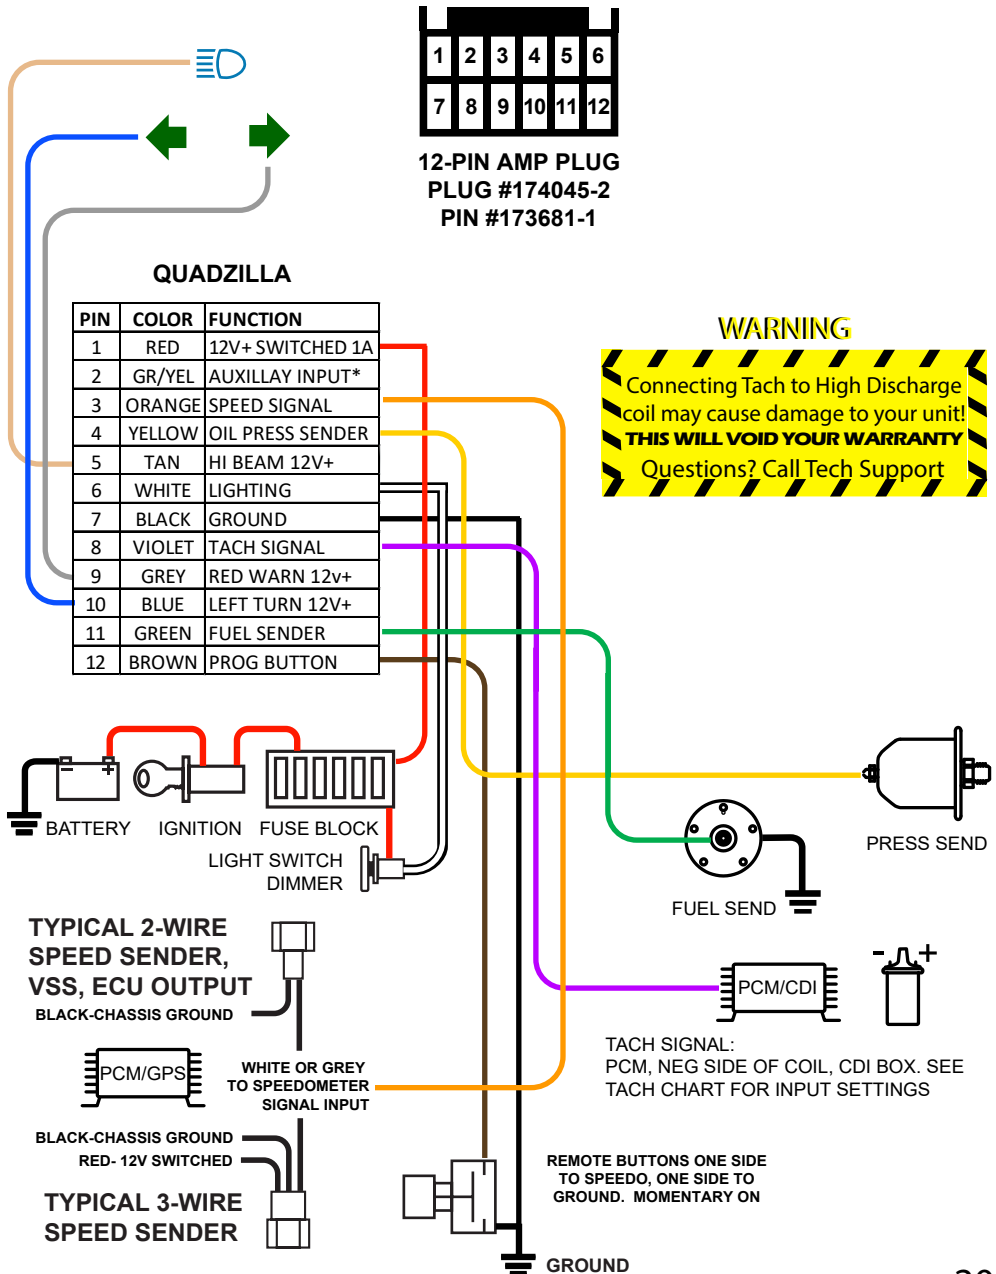 1 2 3 4 5 6
7 8 9 10 11 12
12-PIN AMP PLUG
PLUG #174045-2
PIN #173681-1
QUADZILLA
PIN COLOR FUNCTION
1 RED 12V+ SWITCHED 1A
2 GR/YEL AUXILLAY INPUT*
3 ORANGE SPEED SIGNAL
4 YELLOW OIL PRESS SENDER
5 TAN HI BEAM 12V+
6 WHITE LIGHTING
7 BLACK GROUND
8 VIOLET TACH SIGNAL
9 GREY RED WARN 12v+
10 BLUE LEFT TURN 12V+
11 GREEN FUEL SENDER
12 BROWN PROG BUTTON
WARNING
Connecting Tach to High Discharge
coil may cause damage to your unit!
THIS WILL VOID YOUR WARRANTY
Questions? Call Tech Support
- +
BATTERY
IGNITION
FUSE BLOCK
LIGHT SWITCH
DIMMER
PRESS SEND
FUEL SEND
TYPICAL 2-WIRE
SPEED SENDER,
VSS, ECU OUTPUT
BLACK-CHASSIS GROUND
PCM/GPS
WHITE OR GREY
TO SPEEDOMETER
SIGNAL INPUT
BLACK-CHASSIS GROUND
RED- 12V SWITCHED
TYPICAL 3-WIRE
SPEED SENDER
PCM/CDI
- +
TACH SIGNAL:
PCM, NEG SIDE OF COIL, CDI BOX. SEE
TACH CHART FOR INPUT SETTINGS
REMOTE BUTTONS ONE SIDE
TO SPEEDO, ONE SIDE TO
GROUND. MOMENTARY ON
GROUND